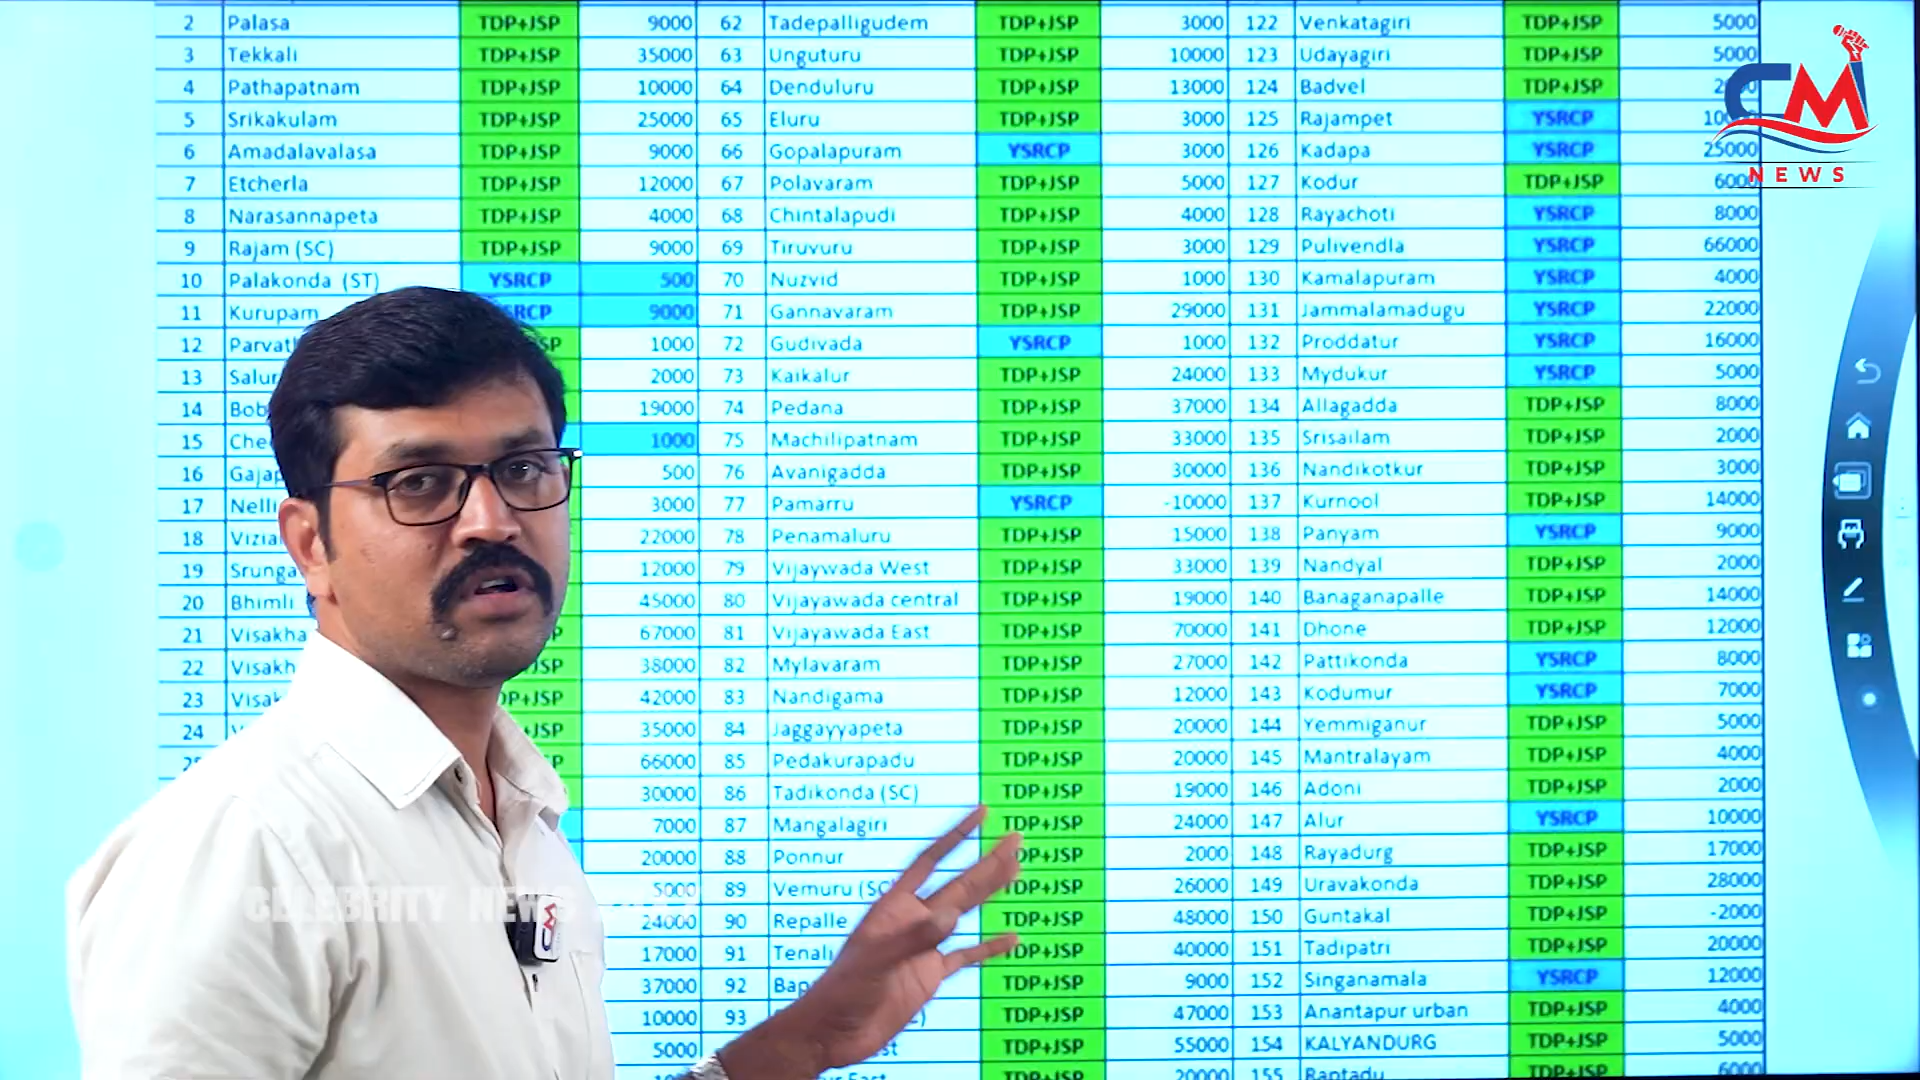 2 Palasa TDP+JSP 9000 62 Tadepalligudem TDP+JSP 3000 122 Venkatagiri TDP+JSP 5000
3 Tekkali TDP+JSP 35000 63 Unguturu TDP+JSP 10000 123 Udayagiri TDP+JSP 5000
4 Pathapatnam TDP+JSP 10000 64 Denduluru TDP+JSP 13000 124 Badvel TDP+JSP
5 Srikakulam TDP+JSP 25000 65 Eluru TDP+JSP 3000 125 Rajampet YSRCP
6 Amadalavalasa TDP+JSP 9000 66 Gopalapuram YSRCP 3000 126 Kadapa YSRCP 25000
7 Etcherla TDP+JSP 12000 67 Polavaram TDP+JSP 5000 127 Kodur TDP+JSP 6000
8 Narasannapeta TDP+JSP 4000 68 Chintalapudi TDP+JSP 4000 128 Rayachoti YSRCP 8000
9 Rajam (SC) TDP+JSP 9000 69 Tiruvuru TDP+JSP 3000 129 Pulivendla YSRCP 66000
10 Palakonda (ST) YSRCP 500 70 Nuzvid TDP+JSP 1000 130 Kamalapuram YSRCP 4000
11 Kurupam 9000 71 Gannavaram TDP+JSP 29000 131 Jammalamadugu YSRCP 22000
12 1000 72 Gudivada YSRCP 1000 132 Proddatur YSRCP 16000
13 Salur 2000 73 Kaikalur TDP+JSP 24000 133 Mydukur YSRCP 5000
14 19000 74 Pedana TDP+JSP 37000 134 Allagadda TDP+JSP 8000
15 1000 75 Machilipatnam TDP+JSP 33000 135 Srisailam TDP+JSP 2000
16 500 76 Avanigadda TDP+JSP 30000 136 Nandikotkur TDP+JSP 3000
17 3000 77 Pamarru YSRCP -10000 137 Kurnool TDP+JSP 14000
18 22000 78 Penamaluru TDP+JSP 15000 138 Panyam YSRCP 9000
19 12000 79 Vijaywada West TDP+JSP 33000 139 Nandyal TDP+JSP 2000
20 Bhimli 45000 80 Vijayawada central TDP+JSP 19000 140 Banaganapalle TDP+JSP 14000
21 67000 81 Vijayawada East TDP+JSP 70000 141 Dhone TDP+JSP 12000
22 38000 82 Mylavaram TDP+JSP 27000 142 Pattikonda YSRCP 8000
23 42000 83 Nandigama TDP+JSP 12000 143 Kodumur YSRCP 7000
24 35000 84 Jaggayyapeta TDP+JSP 20000 144 Yemmiganur TDP+JSP 5000
66000 85 Pedakurapadu TDP+JSP 20000 145 Mantralayam TDP+JSP 4000
30000 86 Tadikonda (SC) TDP+JSP 19000 146 Adoni TDP+JSP 2000
7000 87 Mangalagiri TDP+JSP 24000 147 Alur YSRCP 10000
20000 88 Ponnur TDP+JSP 2000 148 Rayadurg TDP+JSP 17000
5000 89 Vemuru TDP+JSP 26000 149 Uravakonda TDP+JSP 28000
24000 90 Repalle TDP+JSP 48000 150 Guntakal TDP+JSP -2000
17000 91 Tenali TDP+JSP 40000 151 Tadipatri TDP+JSP 20000
37000 92 TDP+JSP 9000 152 Singanamala YSRCP 12000
10000 93 TDP+JSP 47000 153 Anantapur urban TDP+JSP 4000
5000 TDP+JSP 55000 154 KALYANDURG TDP+JSP 5000
East TDP+JSP 20000 155 Raptadu TDP+JSP 6000
CM
NEWS
CELEBRITY NEWS